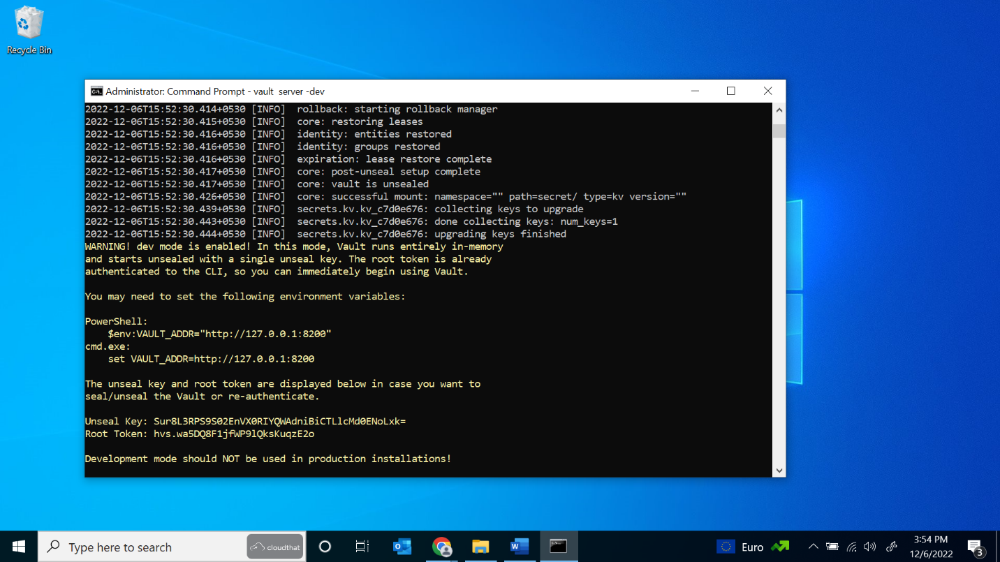 Recycle Bin
Administrator: Command Prompt - vault  server -dev
2022-12-06T15:52:30.414+0530 [INFO]  rollback: starting rollback manager
2022-12-06T15:52:30.415+0530 [INFO]  core: restoring leases
2022-12-06T15:52:30.416+0530 [INFO]  identity: entities restored
2022-12-06T15:52:30.416+0530 [INFO]  identity: groups restored
2022-12-06T15:52:30.416+0530 [INFO]  expiration: lease restore complete
2022-12-06T15:52:30.417+0530 [INFO]  core: post-unseal setup complete
2022-12-06T15:52:30.417+0530 [INFO]  core: vault is unsealed
2022-12-06T15:52:30.426+0530 [INFO]  core: successful mount: namespace="" path=secret/ type=kv version=""
2022-12-06T15:52:30.439+0530 [INFO]  secrets.kv.kv_c7d0e676: collecting keys to upgrade
2022-12-06T15:52:30.443+0530 [INFO]  secrets.kv.kv_c7d0e676: done collecting keys: num_keys=1
2022-12-06T15:52:30.444+0530 [INFO]  secrets.kv.kv_c7d0e676: upgrading keys finished
WARNING! dev mode is enabled! In this mode, Vault runs entirely in-memory
and starts unsealed with a single unseal key. The root token is already
authenticated to the CLI, so you can immediately begin using Vault.
You may need to set the following environment variables:
PowerShell:
    $env:VAULT_ADDR="http://127.0.0.1:8200"
cmd.exe:
    set VAULT_ADDR=http://127.0.0.1:8200
The unseal key and root token are displayed below in case you want to
seal/unseal the Vault or re-authenticate.
Unseal Key: Sur8L3RPS9S02EnVX0RIYQWAdniBiCTLlcMd0ENoLxk=
Root Token: hvs.wa5DQ8F1jfWP9lQksKuqzE2o
Development mode should NOT be used in production installations!
Type here to search
cloudthat
Euro
3:54 PM
12/6/2022
3